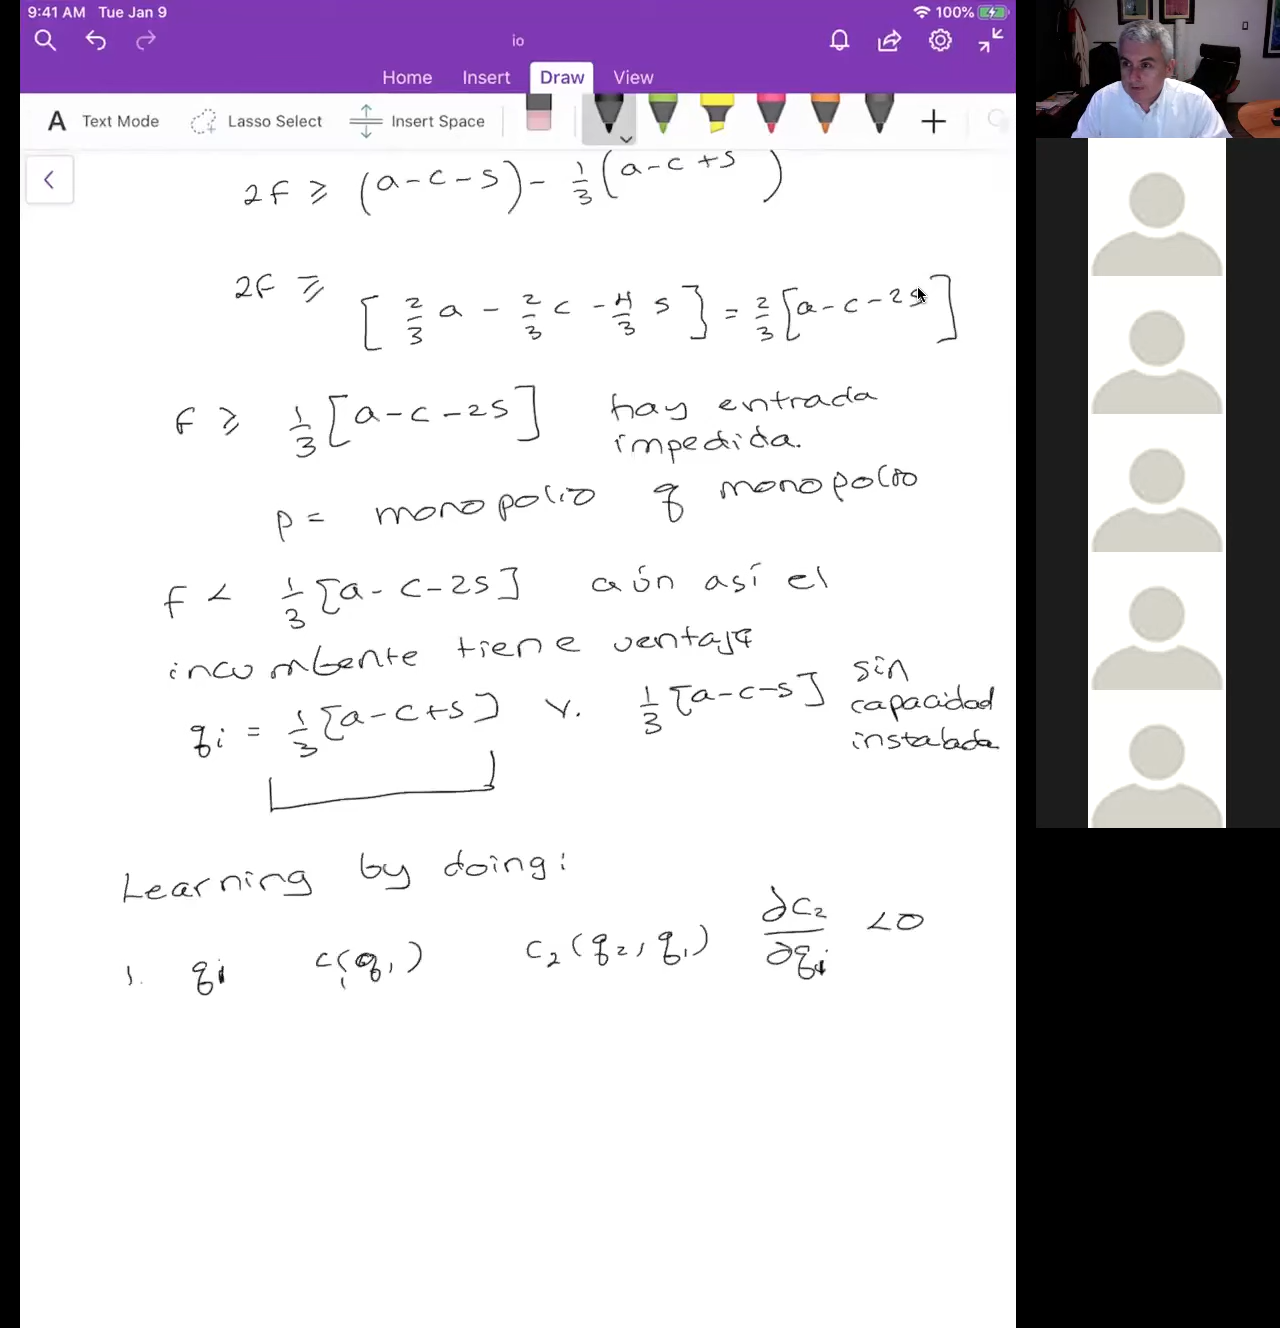 9:41 AM Tue Jan 9 100%
io
Home Insert Draw View
A Text Mode Lasso Select Insert Space
2F ≥ (a-c-s) - 1/3 (a-c+s)
2F ≥ [2/3 a - 2/3 c - 4/3 s] = 2/3 [a-c-2s]
F ≥ 1/3 [a-c-2s] hay entrada
impedida.
p = monopolio q monopolio
F < 1/3 [a-c-2s] aún así el
incumbente tiene ventaja
qi = 1/3 [a-c+s] v. 1/3 [a-c-s] sin
capacidad
instalada
Learning by doing:
1. q1 c1(q1) c2(q2, q1) ∂c2/∂q1 <0